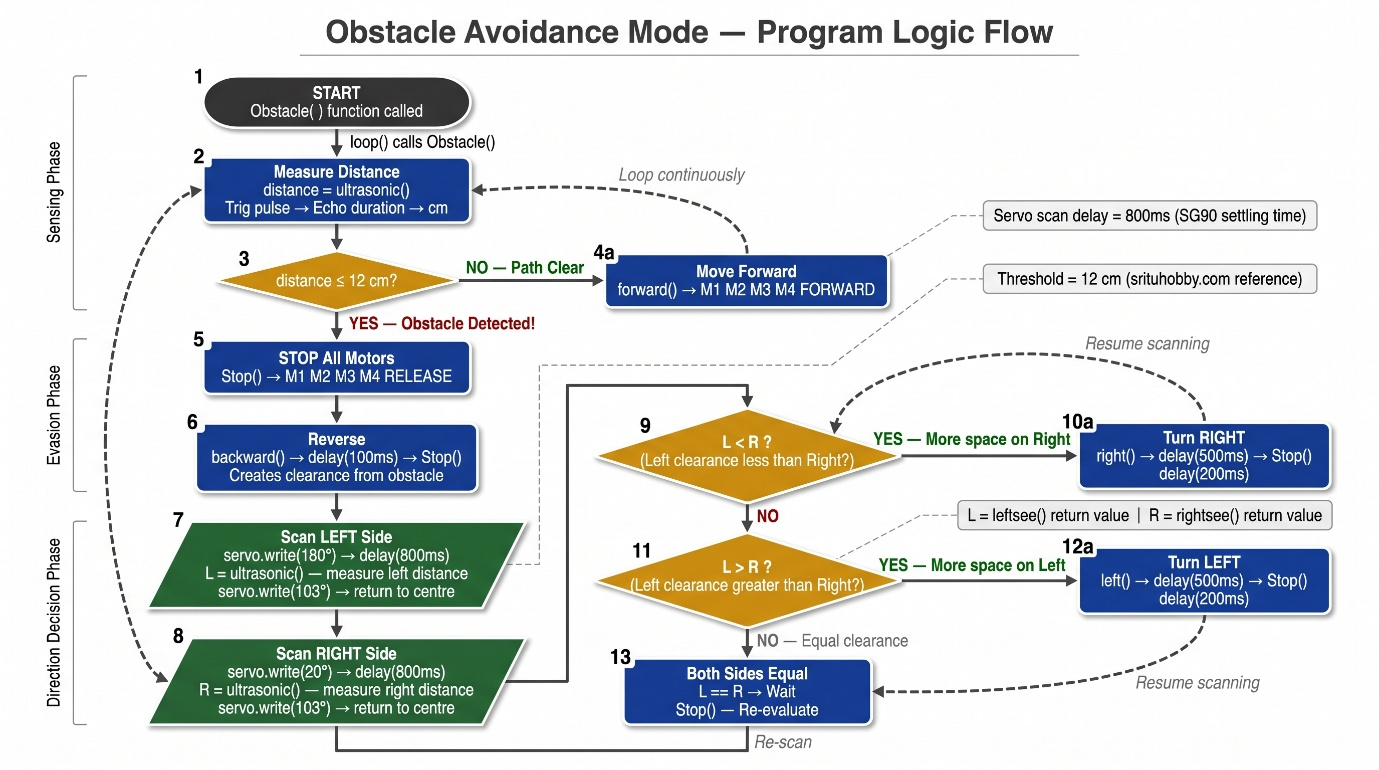 Obstacle Avoidance Mode — Program Logic Flow
Sensing Phase
1
START
Obstacle( ) function called
loop() calls Obstacle()
2
Measure Distance
distance = ultrasonic()
Trig pulse → Echo duration → cm
Loop continuously
3
distance ≤ 12 cm?
NO — Path Clear
4a
Move Forward
forward() → M1 M2 M3 M4 FORWARD
Servo scan delay = 800ms (SG90 settling time)
Threshold = 12 cm (srituhobby.com reference)
YES — Obstacle Detected!
Evasion Phase
5
STOP All Motors
Stop() → M1 M2 M3 M4 RELEASE
6
Reverse
backward() → delay(100ms) → Stop()
Creates clearance from obstacle
Direction Decision Phase
7
Scan LEFT Side
servo.write(180°) → delay(800ms)
L = ultrasonic() — measure left distance
servo.write(103°) → return to centre
8
Scan RIGHT Side
servo.write(20°) → delay(800ms)
R = ultrasonic() — measure right distance
servo.write(103°) → return to centre
9
L < R ?
(Left clearance less than Right?)
YES — More space on Right
Resume scanning
10a
Turn RIGHT
right() → delay(500ms) → Stop()
delay(200ms)
NO
L = leftsee() return value | R = rightsee() return value
11
L > R ?
(Left clearance greater than Right?)
YES — More space on Left
12a
Turn LEFT
left() → delay(500ms) → Stop()
delay(200ms)
NO — Equal clearance
Resume scanning
13
Both Sides Equal
L == R → Wait
Stop() — Re-evaluate
Re-scan